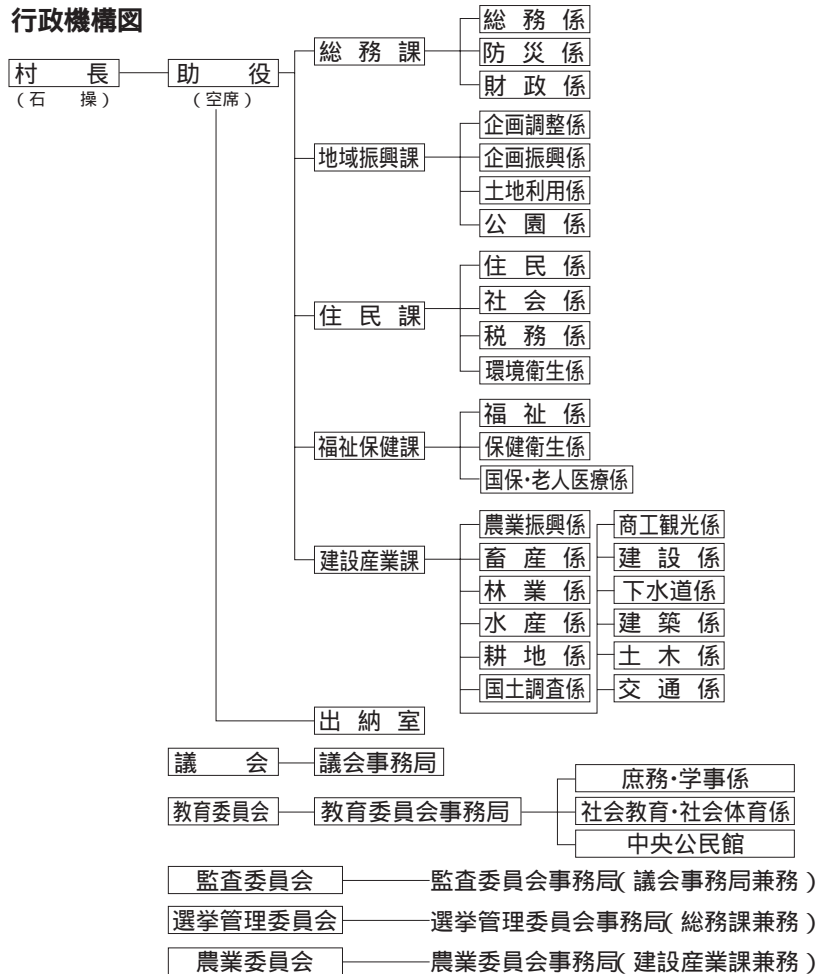 行政機構図
村長
(石 操)
助役
(空席)
総務課
総務係
防災係
財政係
地域振興課
企画調整係
企画振興係
土地利用係
公園係
住民課
住民係
社会係
税務係
環境衛生係
福祉保健課
福祉係
保健衛生係
国保・老人医療係
建設産業課
農業振興係
畜産係
林業係
水産係
耕地係
国土調査係
商工観光係
建設係
下水道係
建築係
土木係
交通係
出納室
議会
議会事務局
教育委員会
教育委員会事務局
庶務・学事係
社会教育・社会体育係
中央公民館
監査委員会
監査委員会事務局(議会事務局兼務)
選挙管理委員会
選挙管理委員会事務局(総務課兼務)
農業委員会
農業委員会事務局(建設産業課兼務)